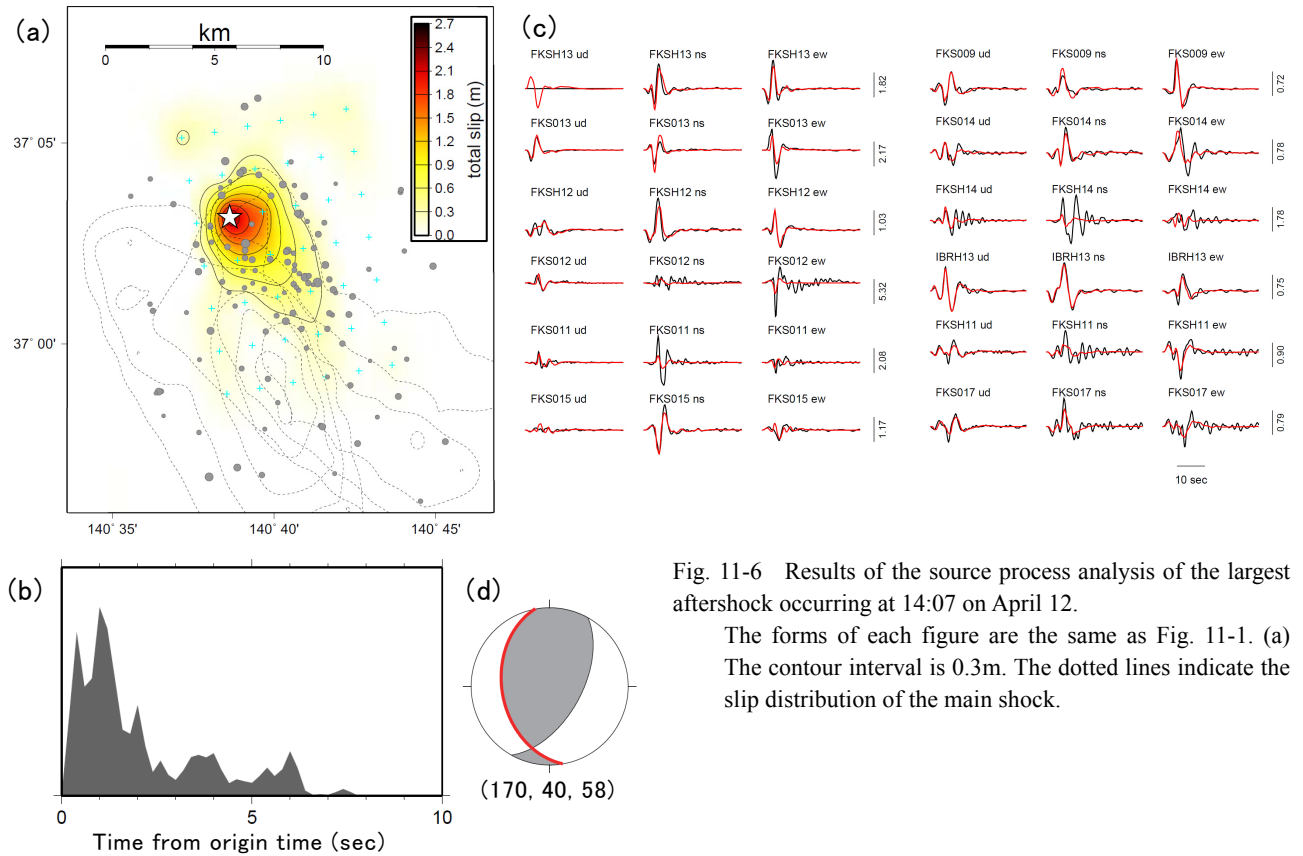 (a)
km
0 5 10
37° 05'
37° 00'
140° 35' 140° 40' 140° 45'
total slip (m)
2.7
2.4
2.1
1.8
1.5
1.2
0.9
0.6
0.3
0.0
(c)
FKSH13 ud FKSH13 ns FKSH13 ew 1.82
FKS013 ud FKS013 ns FKS013 ew 2.17
FKSH12 ud FKSH12 ns FKSH12 ew 1.03
FKS012 ud FKS012 ns FKS012 ew 5.32
FKS011 ud FKS011 ns FKS011 ew 2.08
FKS015 ud FKS015 ns FKS015 ew 1.17
FKS009 ud FKS009 ns FKS009 ew 0.72
FKS014 ud FKS014 ns FKS014 ew 0.78
FKSH14 ud FKSH14 ns FKSH14 ew 1.78
IBRH13 ud IBRH13 ns IBRH13 ew 0.75
FKSH11 ud FKSH11 ns FKSH11 ew 0.90
FKS017 ud FKS017 ns FKS017 ew 0.79
10 sec
(b)
0 5 10
Time from origin time (sec)
(d)
(170, 40, 58)
Fig. 11-6 Results of the source process analysis of the largest
aftershock occurring at 14:07 on April 12.
The forms of each figure are the same as Fig. 11-1. (a)
The contour interval is 0.3m. The dotted lines indicate the
slip distribution of the main shock.